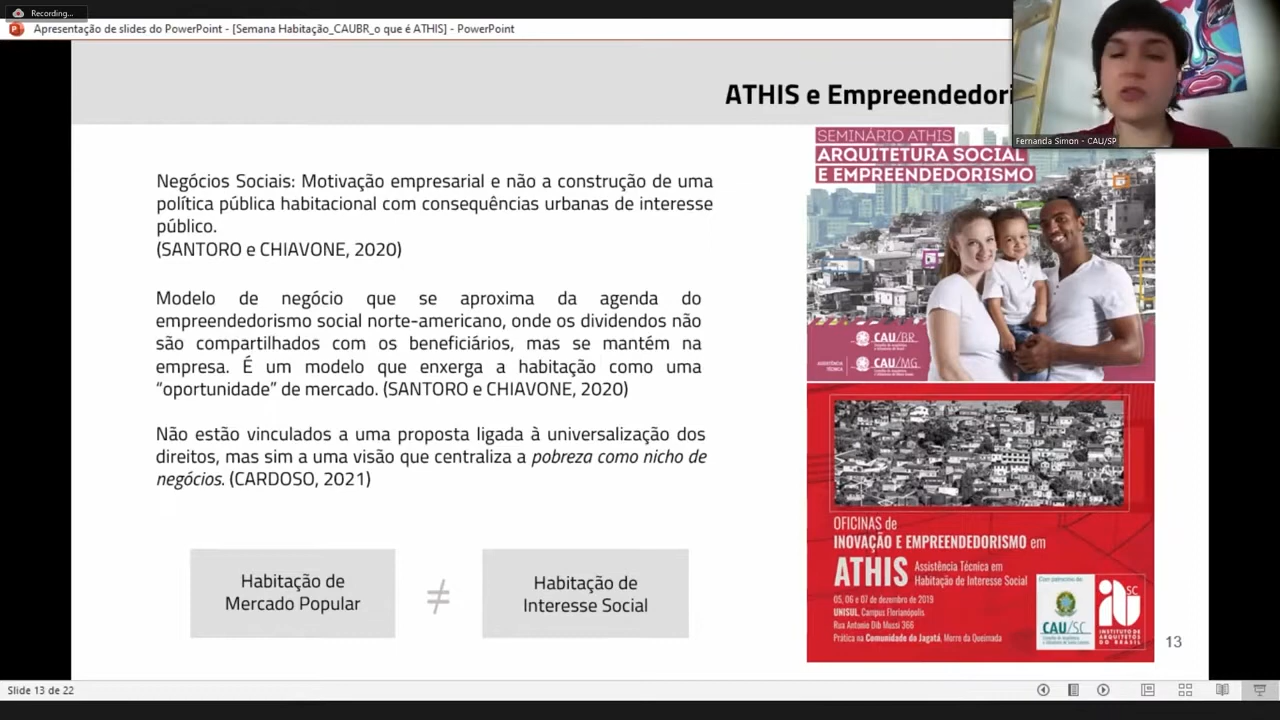 Recording...
Apresentação de slides do PowerPoint - [Semana Habitação_CAUBR_o que é ATHIS] - PowerPoint
ATHIS e Empreendedori
Fernanda Simon - CAU/SP
Negócios Sociais: Motivação empresarial e não a construção de uma
política pública habitacional com consequências urbanas de interesse
público.
(SANTORO e CHIAVONE, 2020)
Modelo de negócio que se aproxima da agenda do
empreendedorismo social norte-americano, onde os dividendos não
são compartilhados com os beneficiários, mas se mantém na
empresa. É um modelo que enxerga a habitação como uma
“oportunidade” de mercado. (SANTORO e CHIAVONE, 2020)
Não estão vinculados a uma proposta ligada à universalização dos
direitos, mas sim a uma visão que centraliza a pobreza como nicho de
negócios. (CARDOSO, 2021)
Habitação de
Mercado Popular
≠
Habitação de
Interesse Social
SEMINÁRIO ATHIS
ARQUITETURA SOCIAL
E EMPREENDEDORISMO
CAU/BR
ASSISTÊNCIA
TÉCNICA
CAU/MG
OFICINAS de
INOVAÇÃO E EMPREENDEDORISMO em
ATHIS
Assistência Técnica em
Habitação de Interesse Social
05, 06 e 07 de dezembro de 2019
UNISUL, Campus Florianópolis
Rua Antonio Dib Mussi 366
Prática na Comunidade do Jagatá, Morro da Queimada
Com patrocínio de:
CAU/SC
SC
INSTITUTO DE
ARQUITETOS
DO BRASIL
13
Slide 13 de 22